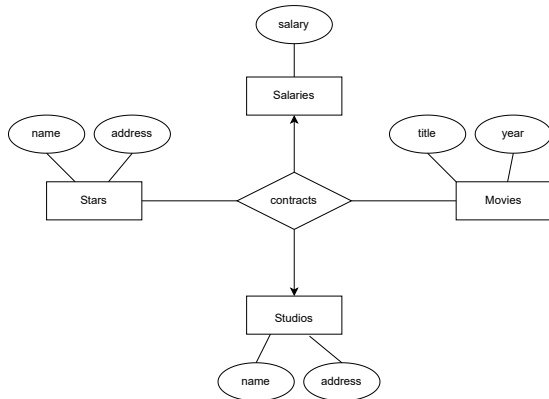 salary
Salaries
name
address
title
year
Stars
contracts
Movies
Studios
name
address